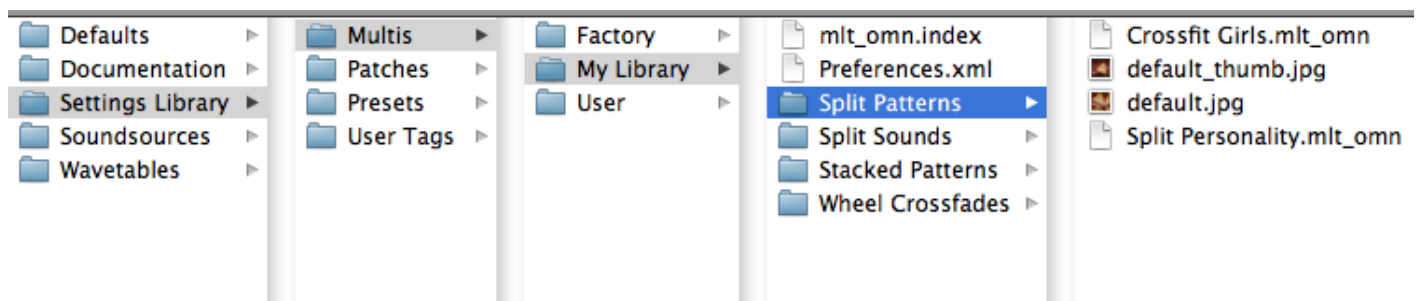 Defaults
Documentation
Settings Library
Soundsources
Wavetables
Multis
Patches
Presets
User Tags
Factory
My Library
User
mlt_omn.index
Preferences.xml
Split Patterns
Split Sounds
Stacked Patterns
Wheel Crossfades
Crossfit Girls.mlt_omn
default_thumb.jpg
default.jpg
Split Personality.mlt_omn